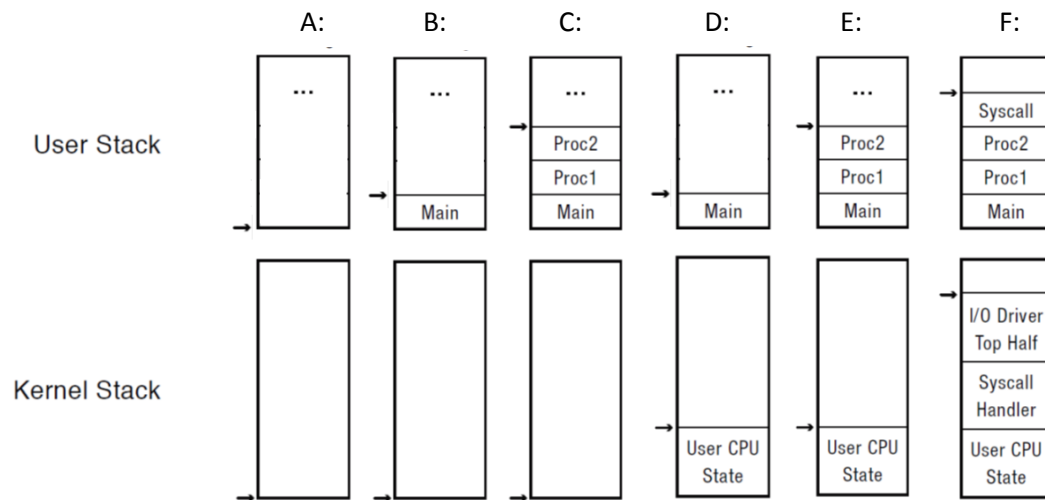 A: B: C: D: E: F:
... ... ... ... ...
Syscall
User Stack Proc2 Proc2 Proc2
Proc1 Proc1 Proc1
Main Main Main Main Main
I/O Driver
Top Half
Kernel Stack Syscall
Handler
User CPU User CPU User CPU
State State State